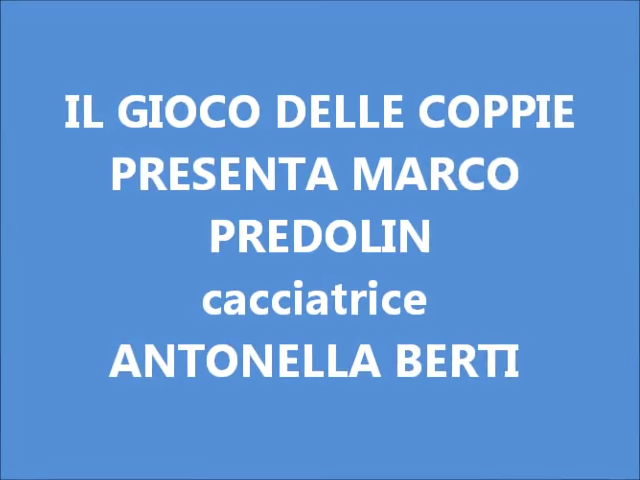 IL GIOCO DELLE COPPIE
PRESENTA MARCO
PREDOLIN
cacciatrice
ANTONELLA BERTI